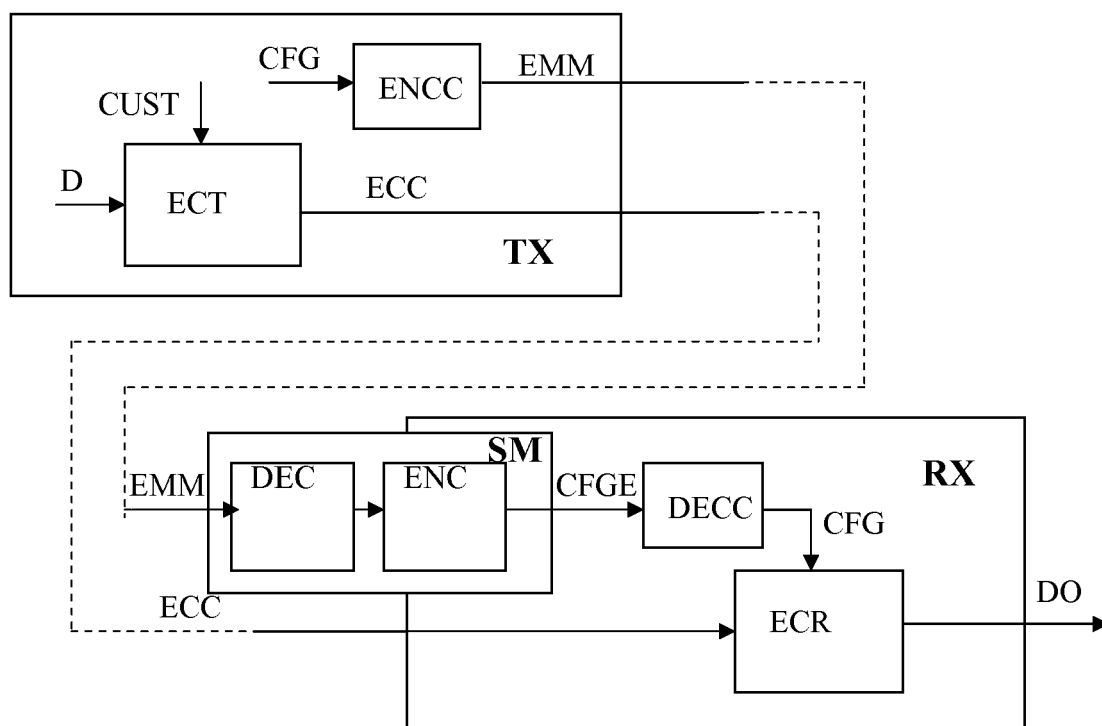 CFG
EMM
ENCC
CUST
D
ECT
ECC
TX
SM
DEC
ENC
EMM
CFGE
DECC
RX
CFG
ECC
ECR
DO